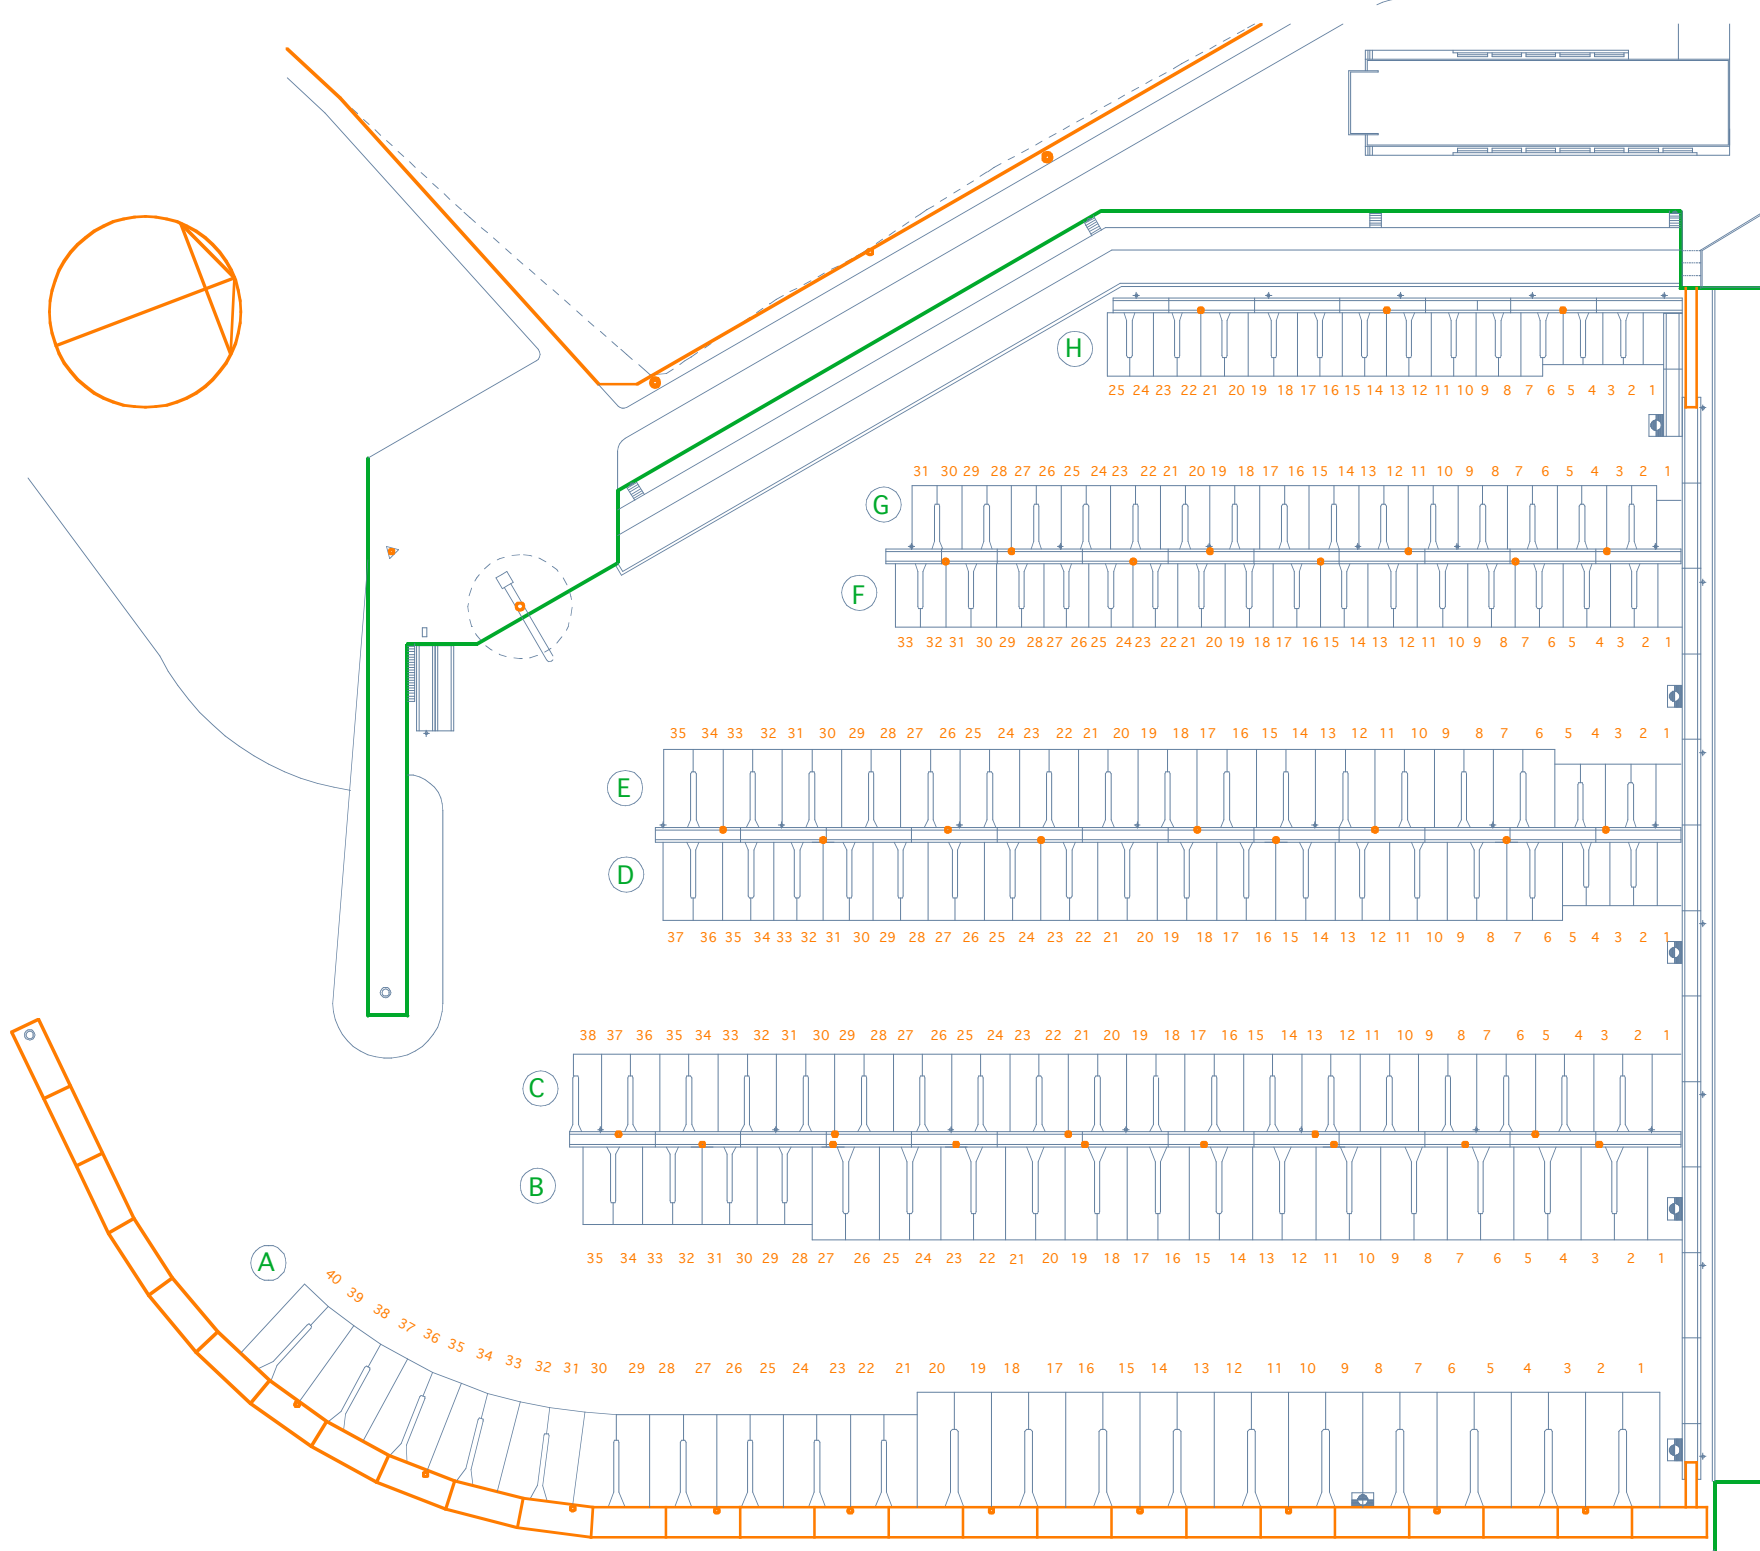 H
25 24 23 22 21 20 19 18 17 16 15 14 13 12 11 10 9 8 7 6 5 4 3 2 1
31 30 29 28 27 26 25 24 23 22 21 20 19 18 17 16 15 14 13 12 11 10 9 8 7 6 5 4 3 2 1
G
F
33 32 31 30 29 28 27 26 25 24 23 22 21 20 19 18 17 16 15 14 13 12 11 10 9 8 7 6 5 4 3 2 1
35 34 33 32 31 30 29 28 27 26 25 24 23 22 21 20 19 18 17 16 15 14 13 12 11 10 9 8 7 6 5 4 3 2 1
E
D
37 36 35 34 33 32 31 30 29 28 27 26 25 24 23 22 21 20 19 18 17 16 15 14 13 12 11 10 9 8 7 6 5 4 3 2 1
38 37 36 35 34 33 32 31 30 29 28 27 26 25 24 23 22 21 20 19 18 17 16 15 14 13 12 11 10 9 8 7 6 5 4 3 2 1
C
B
35 34 33 32 31 30 29 28 27 26 25 24 23 22 21 20 19 18 17 16 15 14 13 12 11 10 9 8 7 6 5 4 3 2 1
A
40 39 38 37 36 35 34 33 32 31 30 29 28 27 26 25 24 23 22 21 20 19 18 17 16 15 14 13 12 11 10 9 8 7 6 5 4 3 2 1